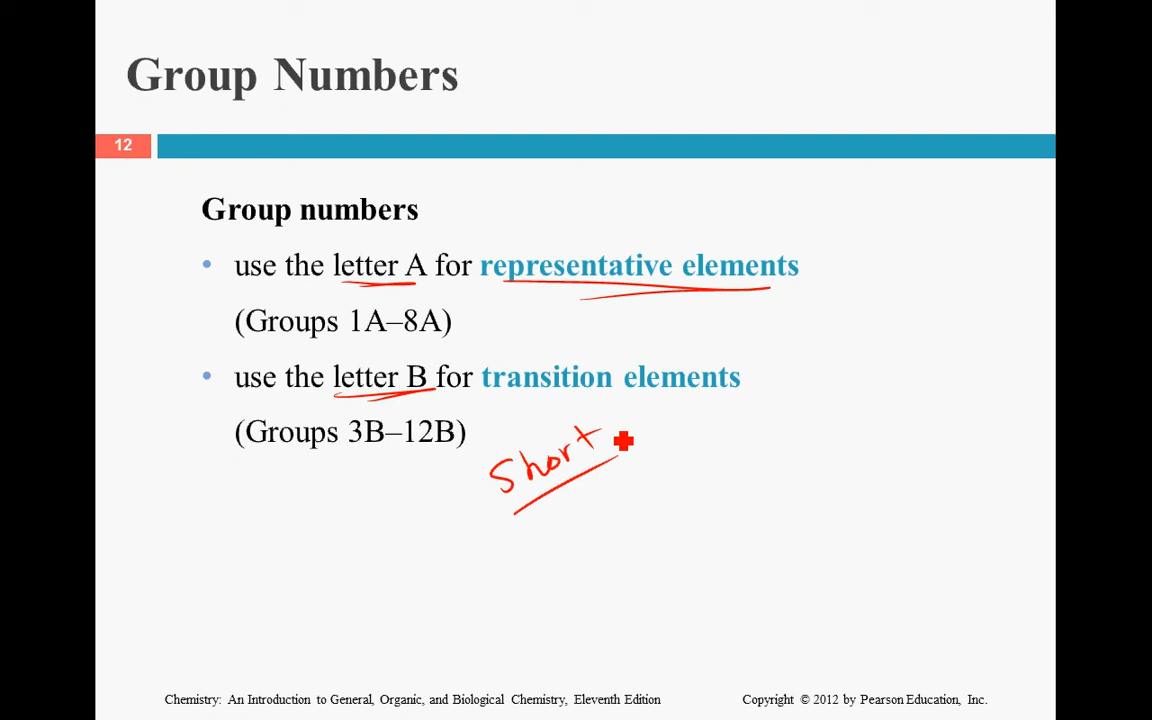 Group Numbers
12
Group numbers
• use the letter A for representative elements
(Groups 1A–8A)
• use the letter B for transition elements
(Groups 3B–12B)
Short
Chemistry: An Introduction to General, Organic, and Biological Chemistry, Eleventh Edition
Copyright © 2012 by Pearson Education, Inc.